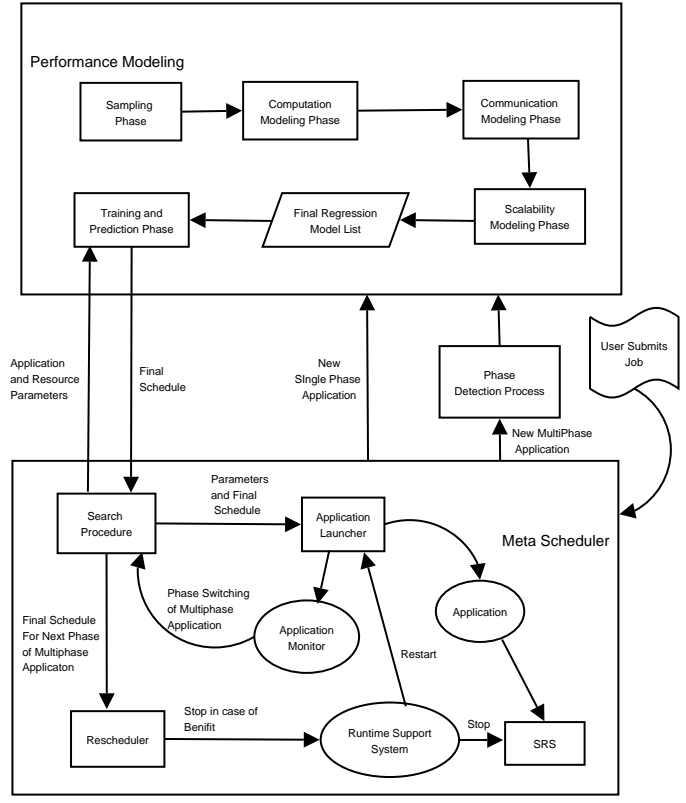 Performance Modeling
Sampling
Phase
Computation
Modeling Phase
Communication
Modeling Phase
Training and
Prediction Phase
Final Regression
Model List
Scalability
Modeling Phase
Application
and Resource
Parameters
Final
Schedule
New
SIngle Phase
Application
Phase
Detection Process
User Submits
Job
New MultiPhase
Application
Search
Procedure
Parameters
and Final
Schedule
Application
Launcher
Meta Scheduler
Phase Switching
of Multiphase
Application
Application
Monitor
Application
Final Schedule
For Next Phase
of Multiphase
Applicaton
Restart
Rescheduler
Stop in case of
Benifit
Runtime Support
System
Stop
SRS